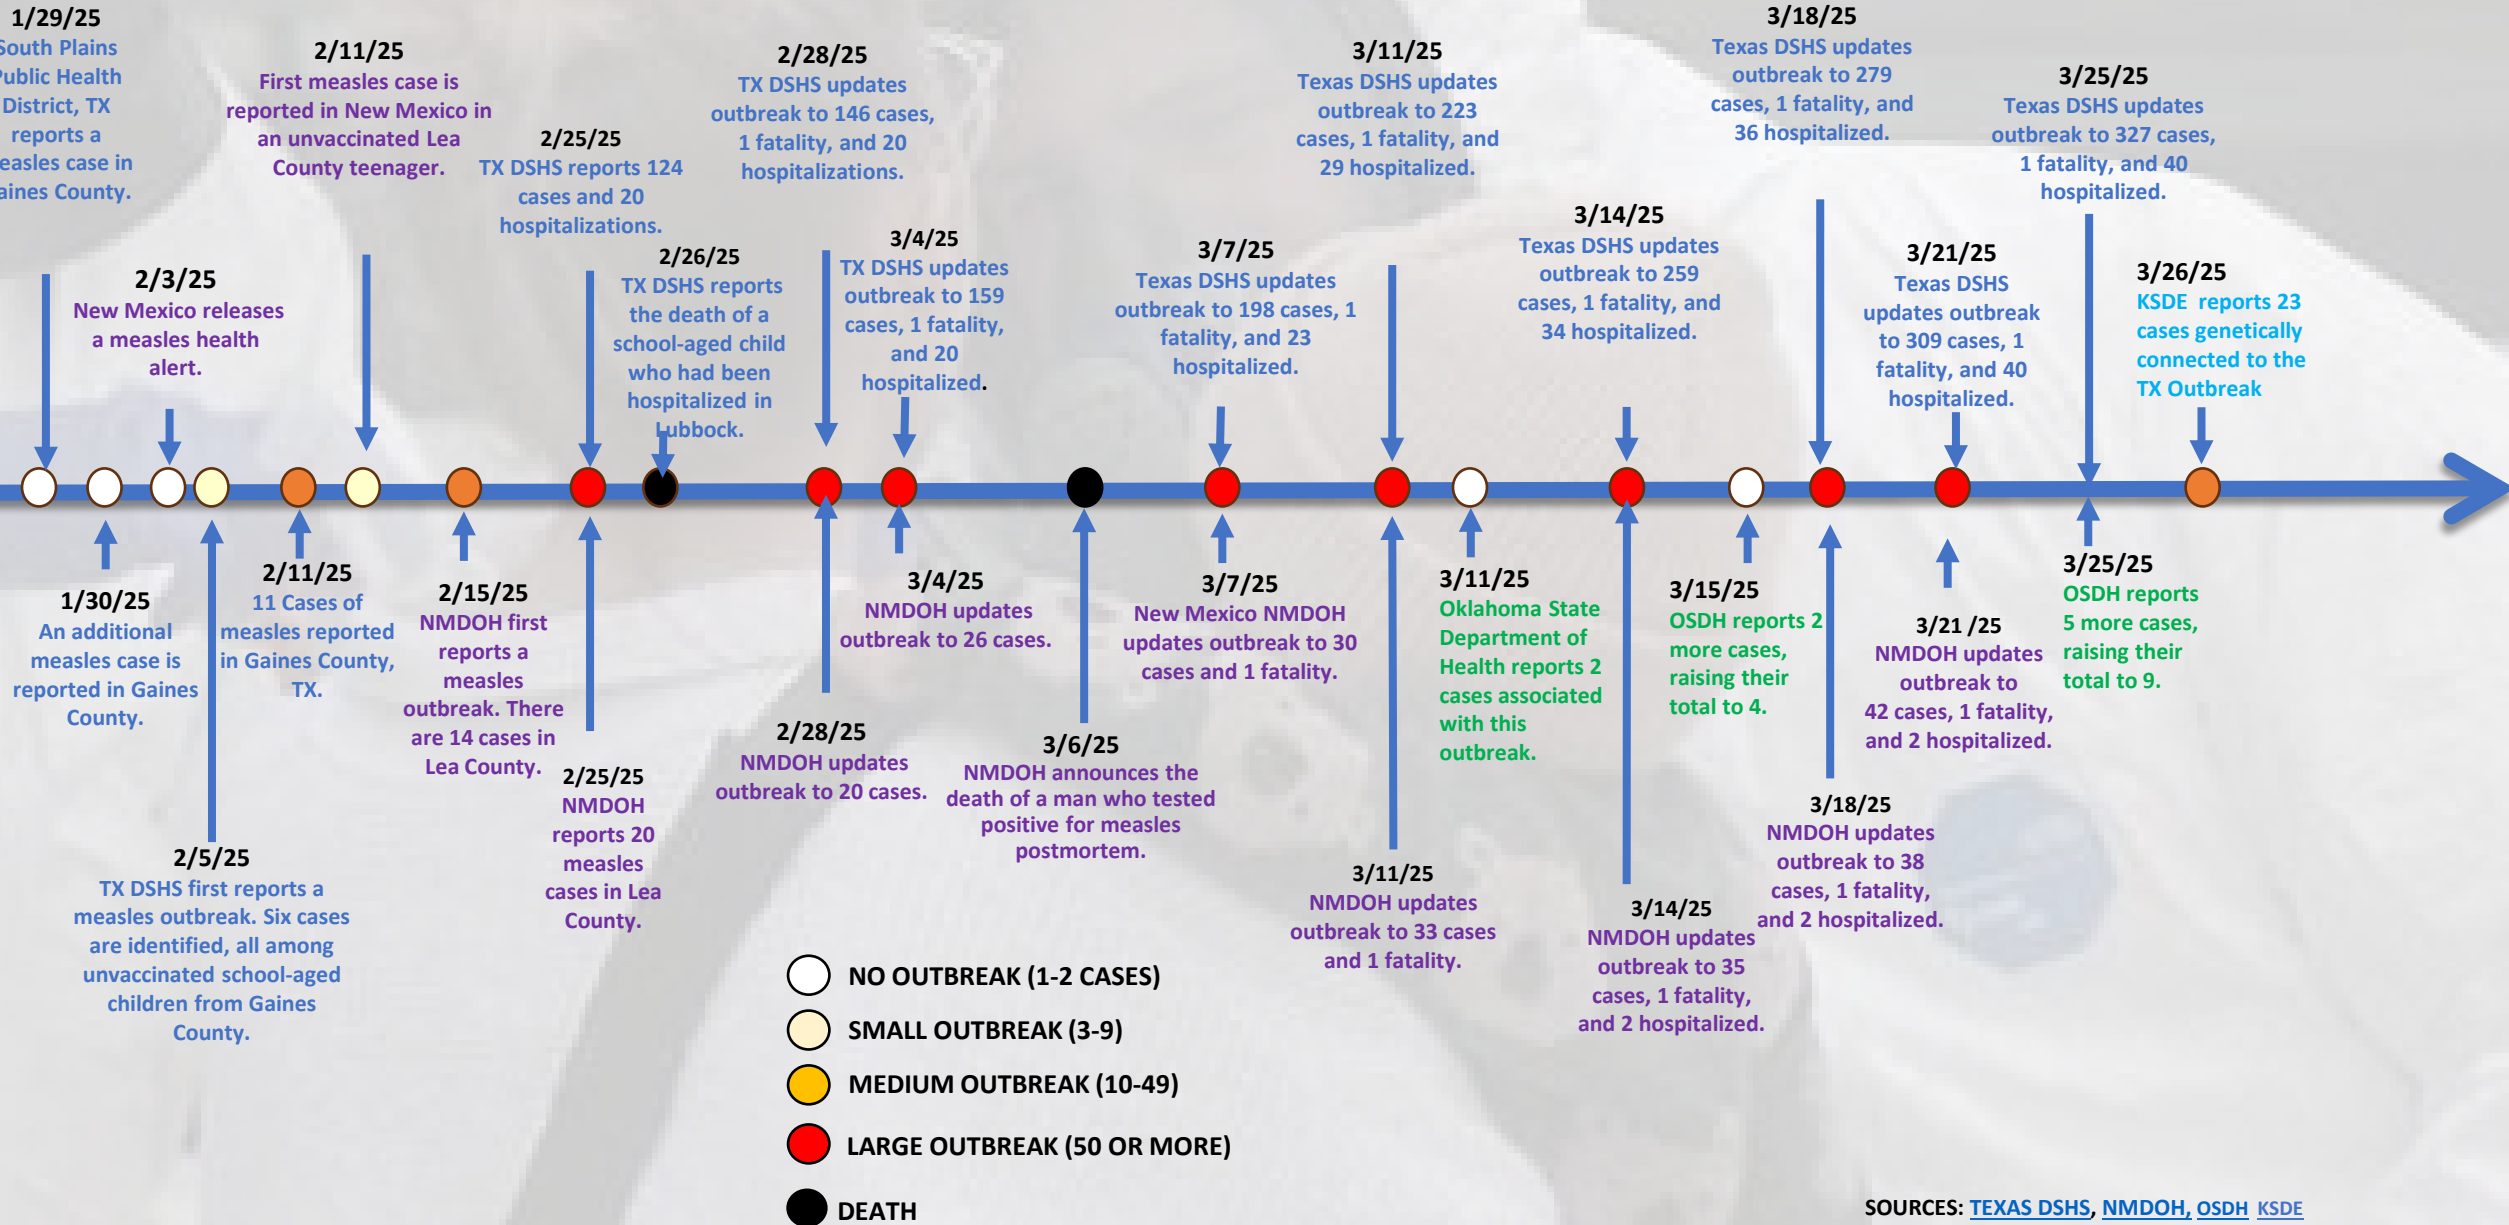 1/29/25
South Plains
Public Health
District, TX
reports a
measles case in
Gaines County.
2/3/25
New Mexico releases
a measles health
alert.
2/11/25
First measles case is
reported in New Mexico in
an unvaccinated Lea
County teenager.
2/25/25
TX DSHS reports 124
cases and 20
hospitalizations.
2/26/25
TX DSHS reports
the death of a
school-aged child
who had been
hospitalized in
Lubbock.
2/28/25
TX DSHS updates
outbreak to 146 cases,
1 fatality, and 20
hospitalizations.
3/4/25
TX DSHS updates
outbreak to 159
cases, 1 fatality,
and 20
hospitalized.
3/7/25
Texas DSHS updates
outbreak to 198 cases, 1
fatality, and 23
hospitalized.
3/11/25
Texas DSHS updates
outbreak to 223
cases, 1 fatality, and
29 hospitalized.
3/14/25
Texas DSHS updates
outbreak to 259
cases, 1 fatality, and
34 hospitalized.
3/18/25
Texas DSHS updates
outbreak to 279
cases, 1 fatality, and
36 hospitalized.
3/21/25
Texas DSHS
updates outbreak
to 309 cases, 1
fatality, and 40
hospitalized.
3/25/25
Texas DSHS updates
outbreak to 327 cases,
1 fatality, and 40
hospitalized.
3/26/25
KSDE reports 23
cases genetically
connected to the
TX Outbreak
1/30/25
An additional
measles case is
reported in Gaines
County.
2/5/25
TX DSHS first reports a
measles outbreak. Six cases
are identified, all among
unvaccinated school-aged
children from Gaines
County.
2/11/25
11 Cases of
measles reported
in Gaines County,
TX.
2/15/25
NMDOH first
reports a
measles
outbreak. There
are 14 cases in
Lea County.
2/25/25
NMDOH
reports 20
measles
cases in Lea
County.
2/28/25
NMDOH updates
outbreak to 20 cases.
3/4/25
NMDOH updates
outbreak to 26 cases.
3/6/25
NMDOH announces the
death of a man who tested
positive for measles
postmortem.
3/7/25
New Mexico NMDOH
updates outbreak to 30
cases and 1 fatality.
3/11/25
NMDOH updates
outbreak to 33 cases
and 1 fatality.
3/11/25
Oklahoma State
Department of
Health reports 2
cases associated
with this
outbreak.
3/14/25
NMDOH updates
outbreak to 35
cases, 1 fatality,
and 2 hospitalized.
3/15/25
OSDH reports 2
more cases,
raising their
total to 4.
3/18/25
NMDOH updates
outbreak to 38
cases, 1 fatality,
and 2 hospitalized.
3/21 /25
NMDOH updates
outbreak to
42 cases, 1 fatality,
and 2 hospitalized.
3/25/25
OSDH reports
5 more cases,
raising their
total to 9.
NO OUTBREAK (1-2 CASES)
SMALL OUTBREAK (3-9)
MEDIUM OUTBREAK (10-49)
LARGE OUTBREAK (50 OR MORE)
DEATH
SOURCES: TEXAS DSHS, NMDOH, OSDH KSDE